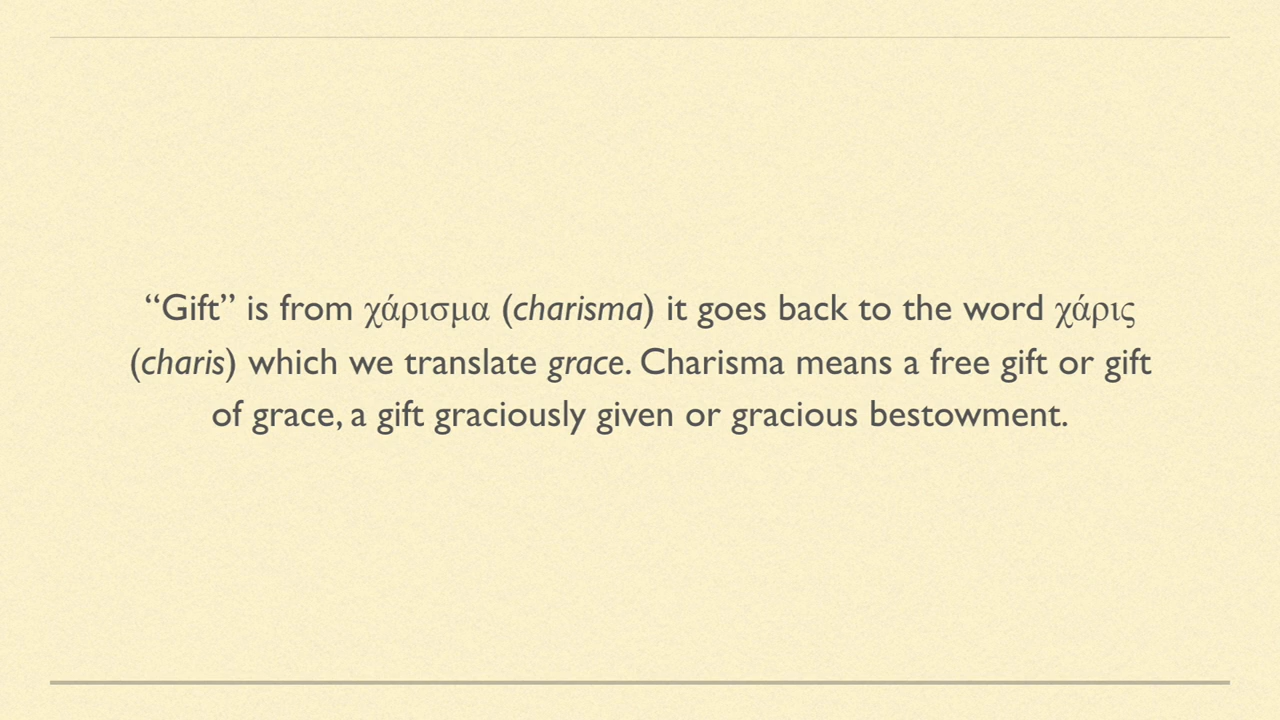 “Gift” is from χάρισμα (charisma) it goes back to the word χάρις
(charis) which we translate grace. Charisma means a free gift or gift
of grace, a gift graciously given or gracious bestowment.